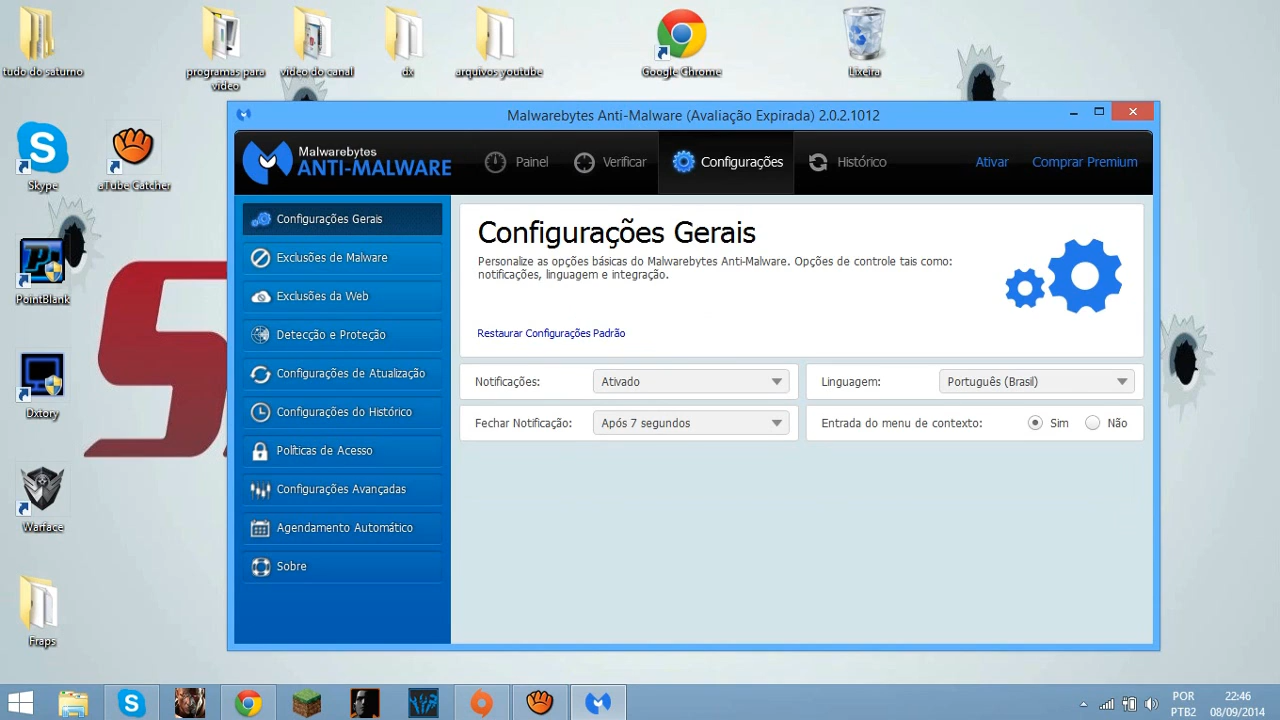 tudo do saturno
programas para
video
video do canal
dx
arquivos youtube
Google Chrome
Lixeira
Skype
aTube Catcher
PointBlank
Dxtory
Warface
Fraps
Malwarebytes Anti-Malware (Avaliação Expirada) 2.0.2.1012
Malwarebytes
ANTI-MALWARE
Painel
Verificar
Configurações
Histórico
Ativar
Comprar Premium
Configurações Gerais
Exclusões de Malware
Exclusões da Web
Detecção e Proteção
Configurações de Atualização
Configurações do Histórico
Políticas de Acesso
Configurações Avançadas
Agendamento Automático
Sobre
Configurações Gerais
Personalize as opções básicas do Malwarebytes Anti-Malware. Opções de controle tais como:
notificações, linguagem e integração.
Restaurar Configurações Padrão
Notificações: Ativado
Linguagem: Português (Brasil)
Fechar Notificação: Após 7 segundos
Entrada do menu de contexto: Sim Não
POR
PTB2
22:46
08/09/2014